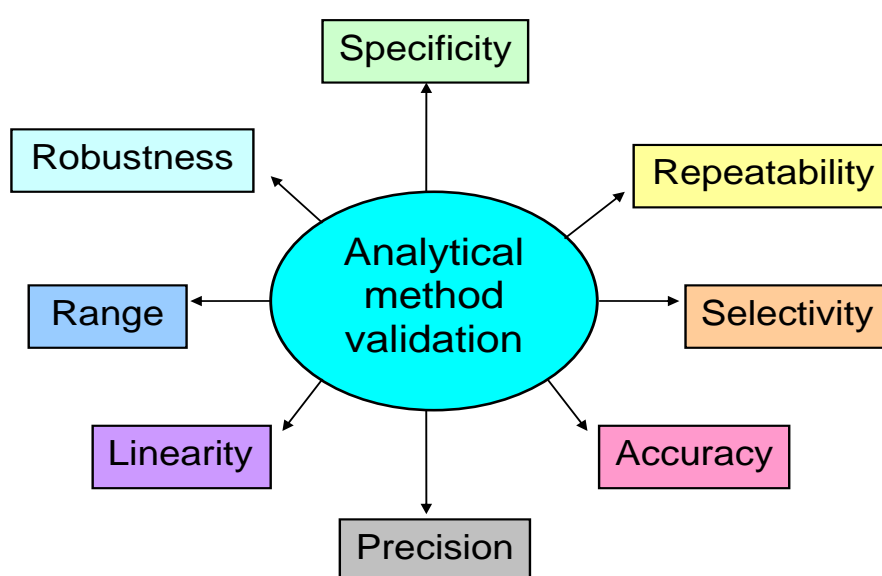 Specificity
Robustness
Repeatability
Analytical
method
validation
Range
Selectivity
Linearity
Accuracy
Precision